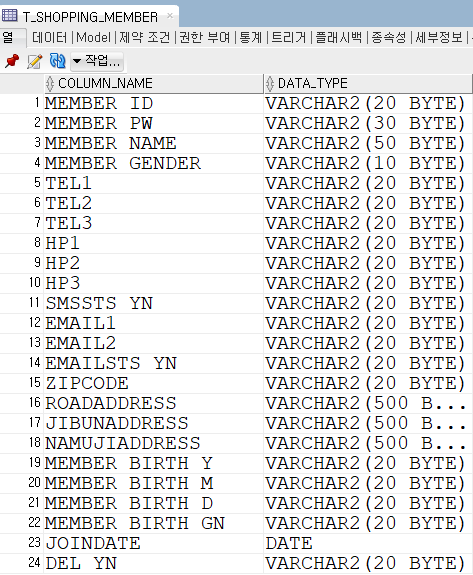 T_SHOPPING_MEMBER
열 데이터 Model 제약 조건 권한 부여 통계 트리거 플래시백 종속성 세부정보
작업...
COLUMN_NAME DATA_TYPE
1 MEMBER ID VARCHAR2(20 BYTE)
2 MEMBER PW VARCHAR2(30 BYTE)
3 MEMBER NAME VARCHAR2(50 BYTE)
4 MEMBER GENDER VARCHAR2(10 BYTE)
5 TEL1 VARCHAR2(20 BYTE)
6 TEL2 VARCHAR2(20 BYTE)
7 TEL3 VARCHAR2(20 BYTE)
8 HP1 VARCHAR2(20 BYTE)
9 HP2 VARCHAR2(20 BYTE)
10 HP3 VARCHAR2(20 BYTE)
11 SMSSTS YN VARCHAR2(20 BYTE)
12 EMAIL1 VARCHAR2(20 BYTE)
13 EMAIL2 VARCHAR2(20 BYTE)
14 EMAILSTS YN VARCHAR2(20 BYTE)
15 ZIPCODE VARCHAR2(20 BYTE)
16 ROADADDRESS VARCHAR2(500 B...
17 JIBUNADDRESS VARCHAR2(500 B...
18 NAMUJIADDRESS VARCHAR2(500 B...
19 MEMBER BIRTH Y VARCHAR2(20 BYTE)
20 MEMBER BIRTH M VARCHAR2(20 BYTE)
21 MEMBER BIRTH D VARCHAR2(20 BYTE)
22 MEMBER BIRTH GN VARCHAR2(20 BYTE)
23 JOINDATE DATE
24 DEL YN VARCHAR2(20 BYTE)